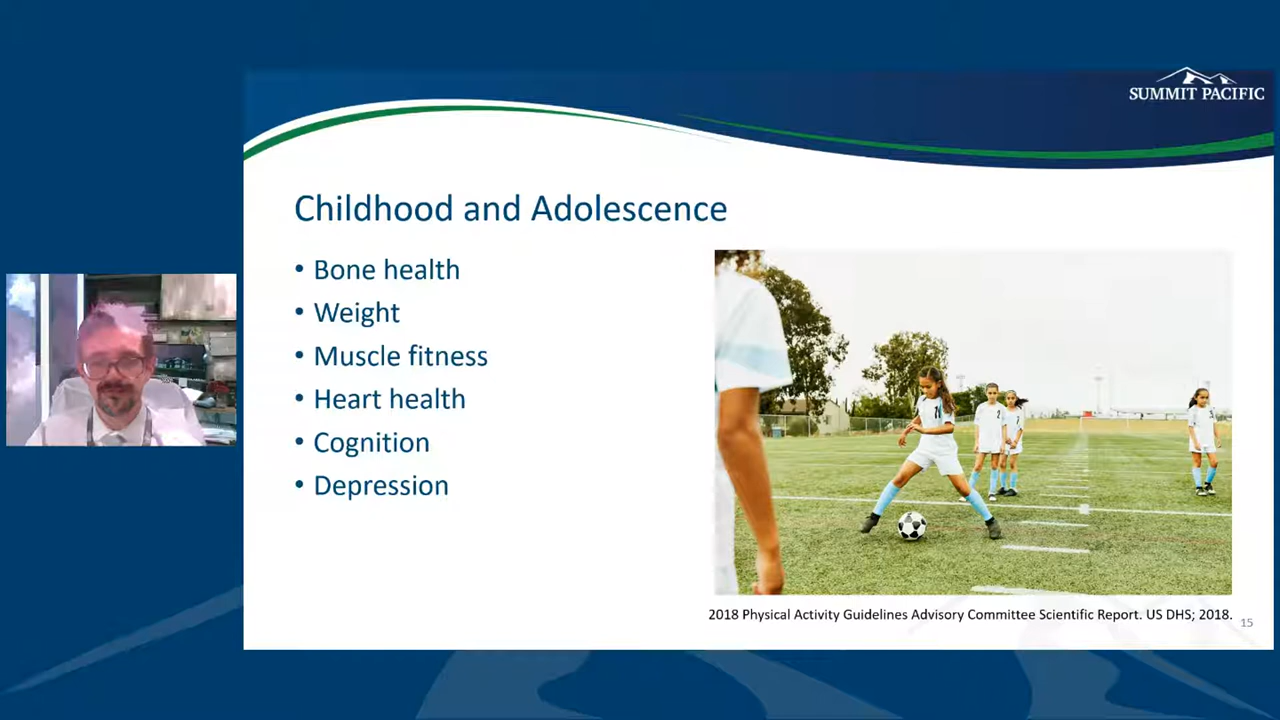 SUMMIT PACIFIC
Childhood and Adolescence
• Bone health
• Weight
• Muscle fitness
• Heart health
• Cognition
• Depression
2018 Physical Activity Guidelines Advisory Committee Scientific Report. US DHS; 2018.
15